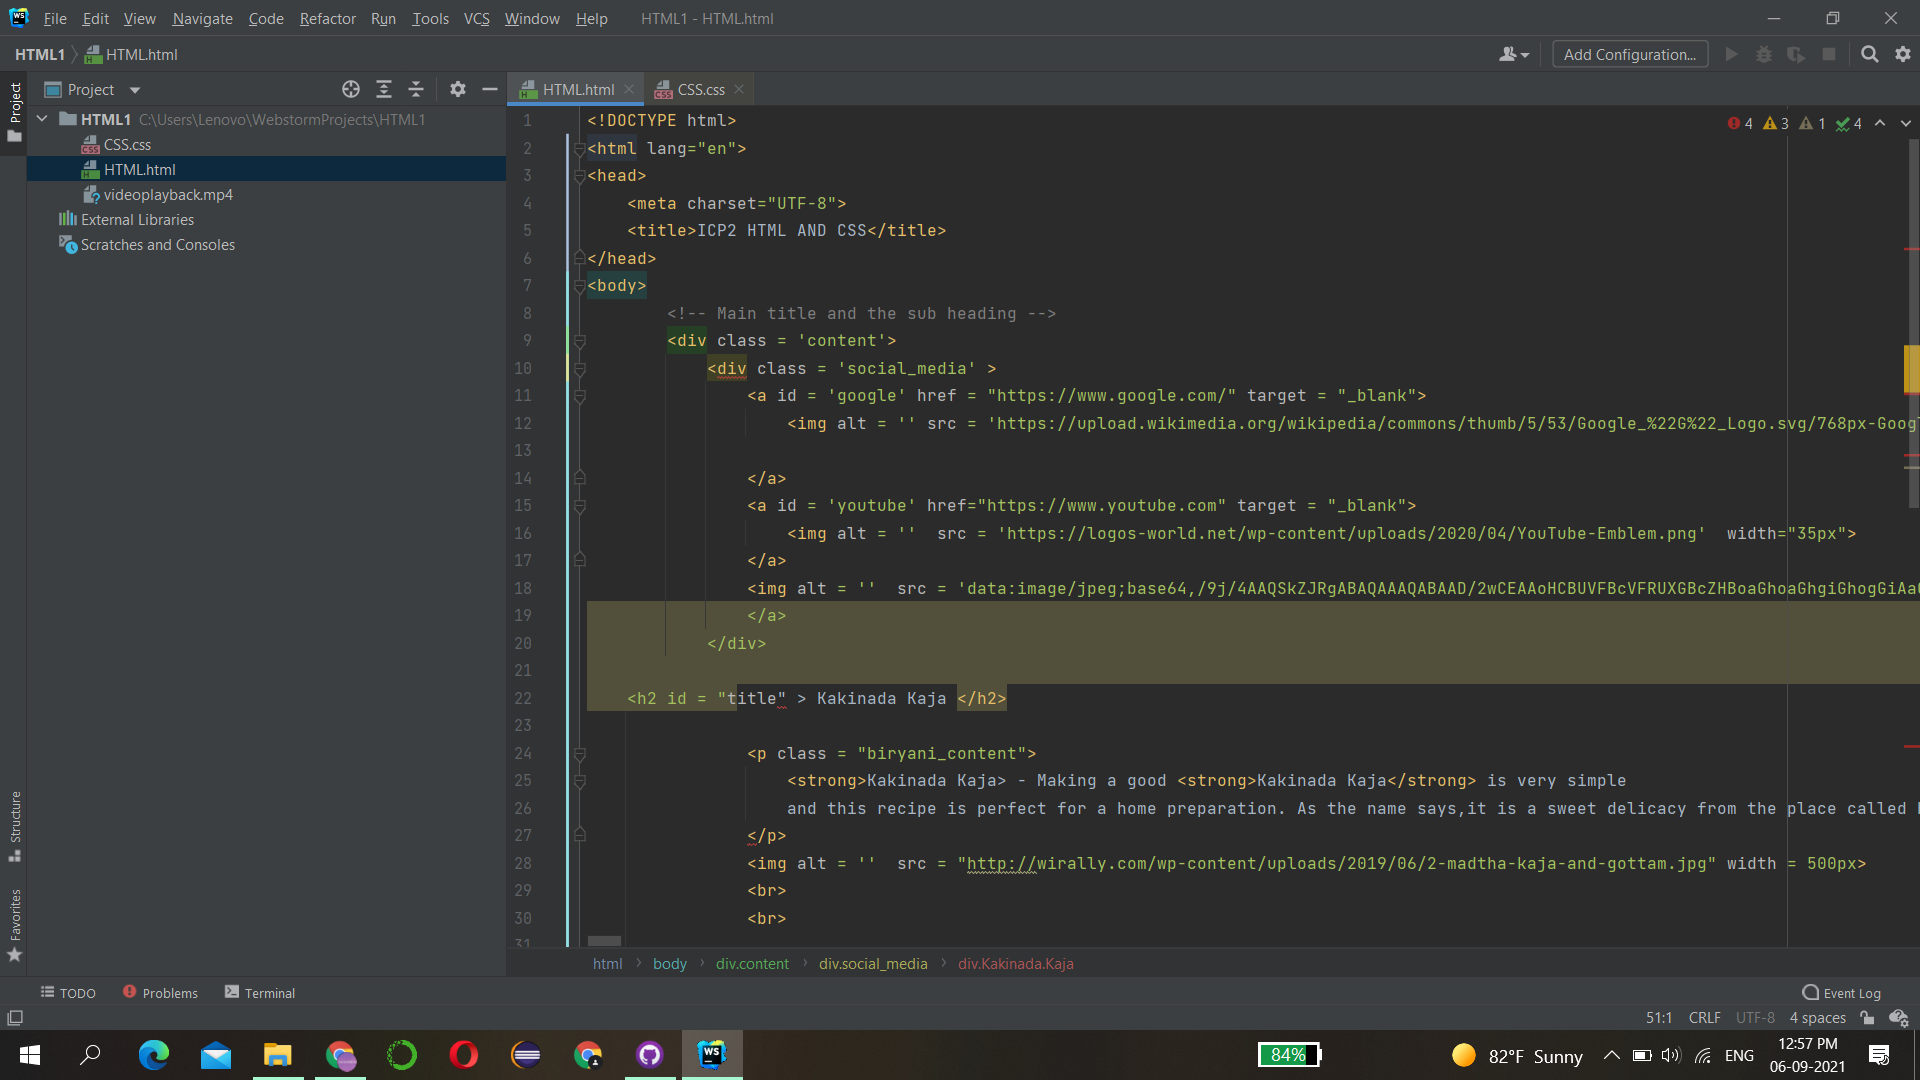 File Edit View Navigate Code Refactor Run Tools VCS Window Help HTML1 - HTML.html
HTML1 HTML.html Add Configuration...
Project
Project
HTML.html CSS.css
HTML1 C:\Users\Lenovo\WebstormProjects\HTML1
CSS.css
HTML.html
videoplayback.mp4
External Libraries
Scratches and Consoles
4 3 1 4
1 <!DOCTYPE html>
2 <html lang="en">
3 <head>
4 <meta charset="UTF-8">
5 <title>ICP2 HTML AND CSS</title>
6 </head>
7 <body>
8 <!-- Main title and the sub heading -->
9 <div class = 'content'>
10 <div class = 'social_media' >
11 <a id = 'google' href = "https://www.google.com/" target = "_blank">
12 <img alt = '' src = 'https://upload.wikimedia.org/wikipedia/commons/thumb/5/53/Google_%22G%22_Logo.svg/768px-Goog
13
14 </a>
15 <a id = 'youtube' href="https://www.youtube.com" target = "_blank">
16 <img alt = ''  src = 'https://logos-world.net/wp-content/uploads/2020/04/YouTube-Emblem.png'  width="35px">
17 </a>
18 <img alt = ''  src = 'data:image/jpeg;base64,/9j/4AAQSkZJRgABAQAAAQABAAD/2wCEAAoHCBUVFBcVFRUXGBcZHBoaGhoaGhgiGhogGiAa
19 </a>
20 </div>
21
22 <h2 id = "title" > Kakinada Kaja </h2>
23
24 <p class = "biryani_content">
25 <strong>Kakinada Kaja> - Making a good <strong>Kakinada Kaja</strong> is very simple
26 and this recipe is perfect for a home preparation. As the name says,it is a sweet delicacy from the place called
27 </p>
28 <img alt = ''  src = "http://wirally.com/wp-content/uploads/2019/06/2-madtha-kaja-and-gottam.jpg" width = 500px>
29 <br>
30 <br>
31
Structure
Favorites
html body div.content div.social_media div.Kakinada.Kaja
TODO Problems Terminal Event Log
51:1 CRLF UTF-8 4 spaces
84% 82°F Sunny ENG 12:57 PM
06-09-2021